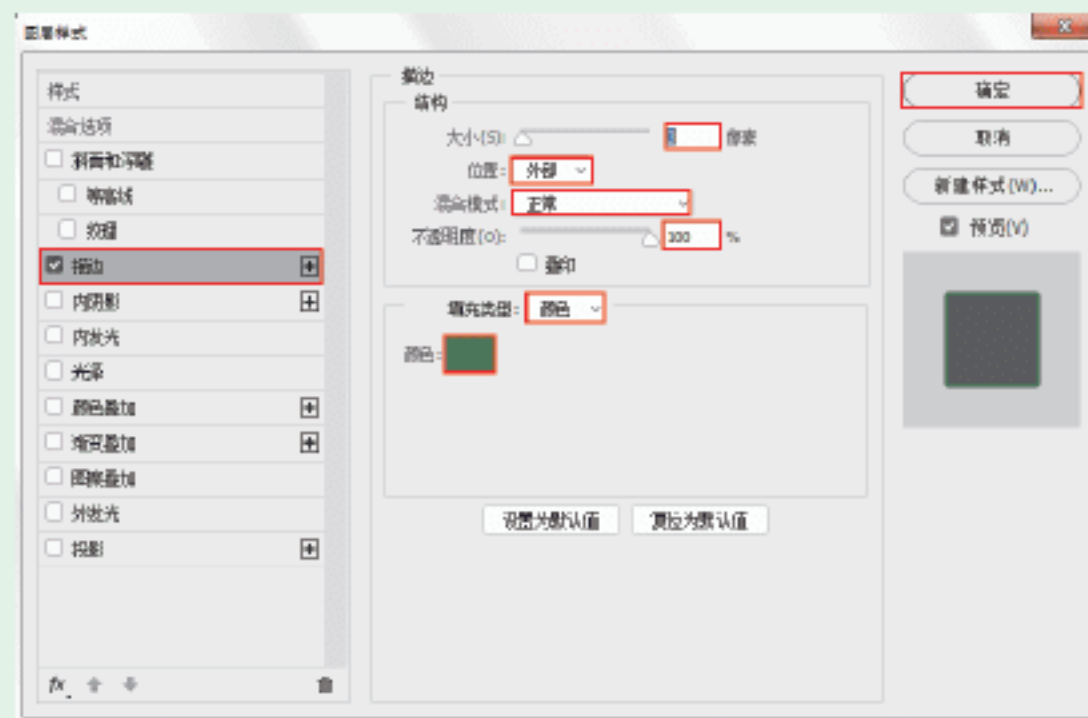 图层样式
样式
混合选项
斜面和浮雕
等高线
纹理
描边
内阴影
内发光
光泽
颜色叠加
渐变叠加
图案叠加
外发光
投影
fx
描边
结构
大小(S):
像素
位置: 外部
混合模式: 正常
不透明度(O): 100 %
叠印
填充类型: 颜色
颜色:
设置为默认值 复位为默认值
确定
取消
新建样式(W)...
预览(V)